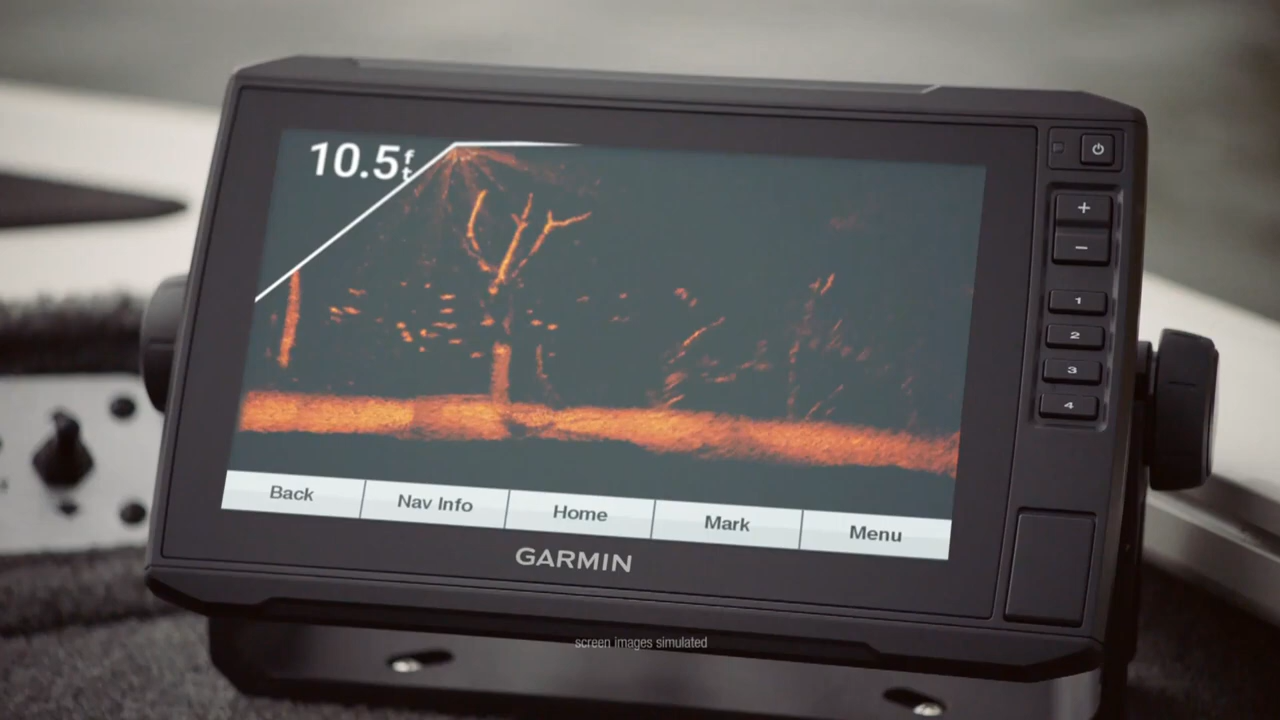 10.5ft
+
−
1
2
3
4
Back Nav Info Home Mark Menu
GARMIN
screen images simulated